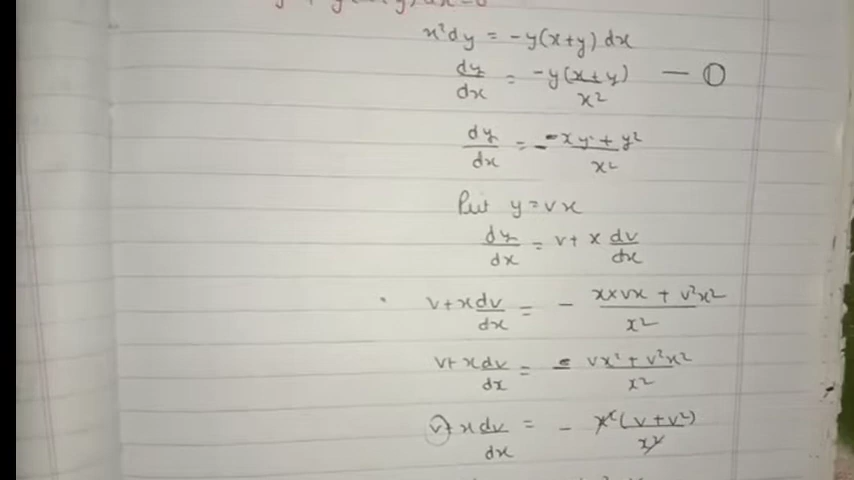 x²dy = -y(x+y) dx
dy/dx = -y(x+y)/x² — ①
dy/dx = - xy + y²/x²
Put y = vx
dy/dx = v + x dv/dx
v + x dv/dx = - x×vx + v²x²/x²
v + x dv/dx = - vx² + v²x²/x²
v + x dv/dx = - x²(v + v²)/x²